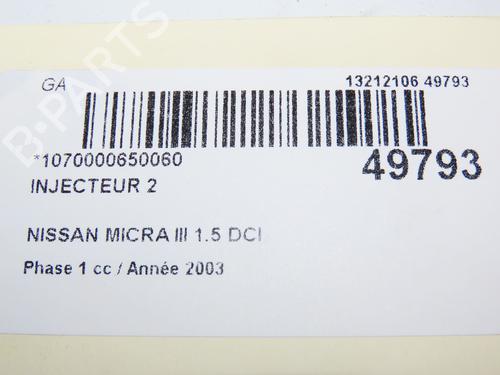 GA
13212106 49793
*1070000650060
49793
INJECTEUR 2
NISSAN MICRA III 1.5 DCI
Phase 1 cc / Année 2003
B-PARTS